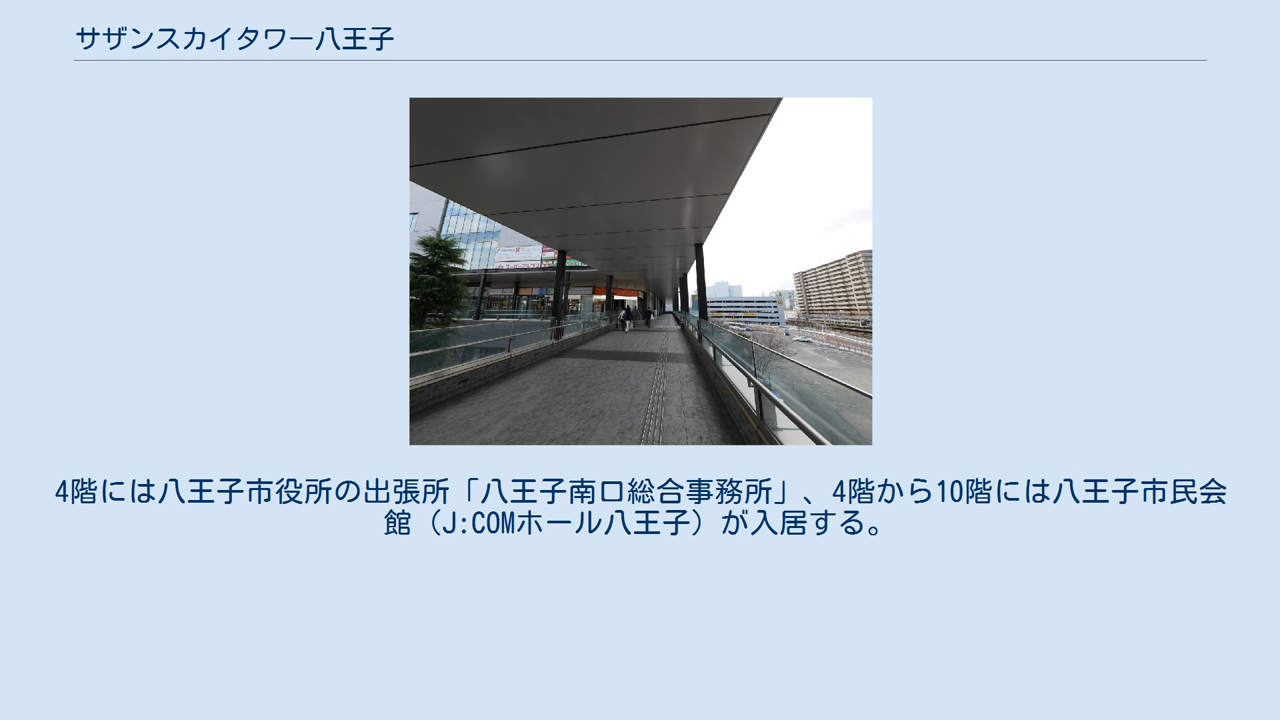 サザンスカイタワー八王子
4階には八王子市役所の出張所「八王子南口総合事務所」、4階から10階には八王子市民会
館（J:COMホール八王子）が入居する。